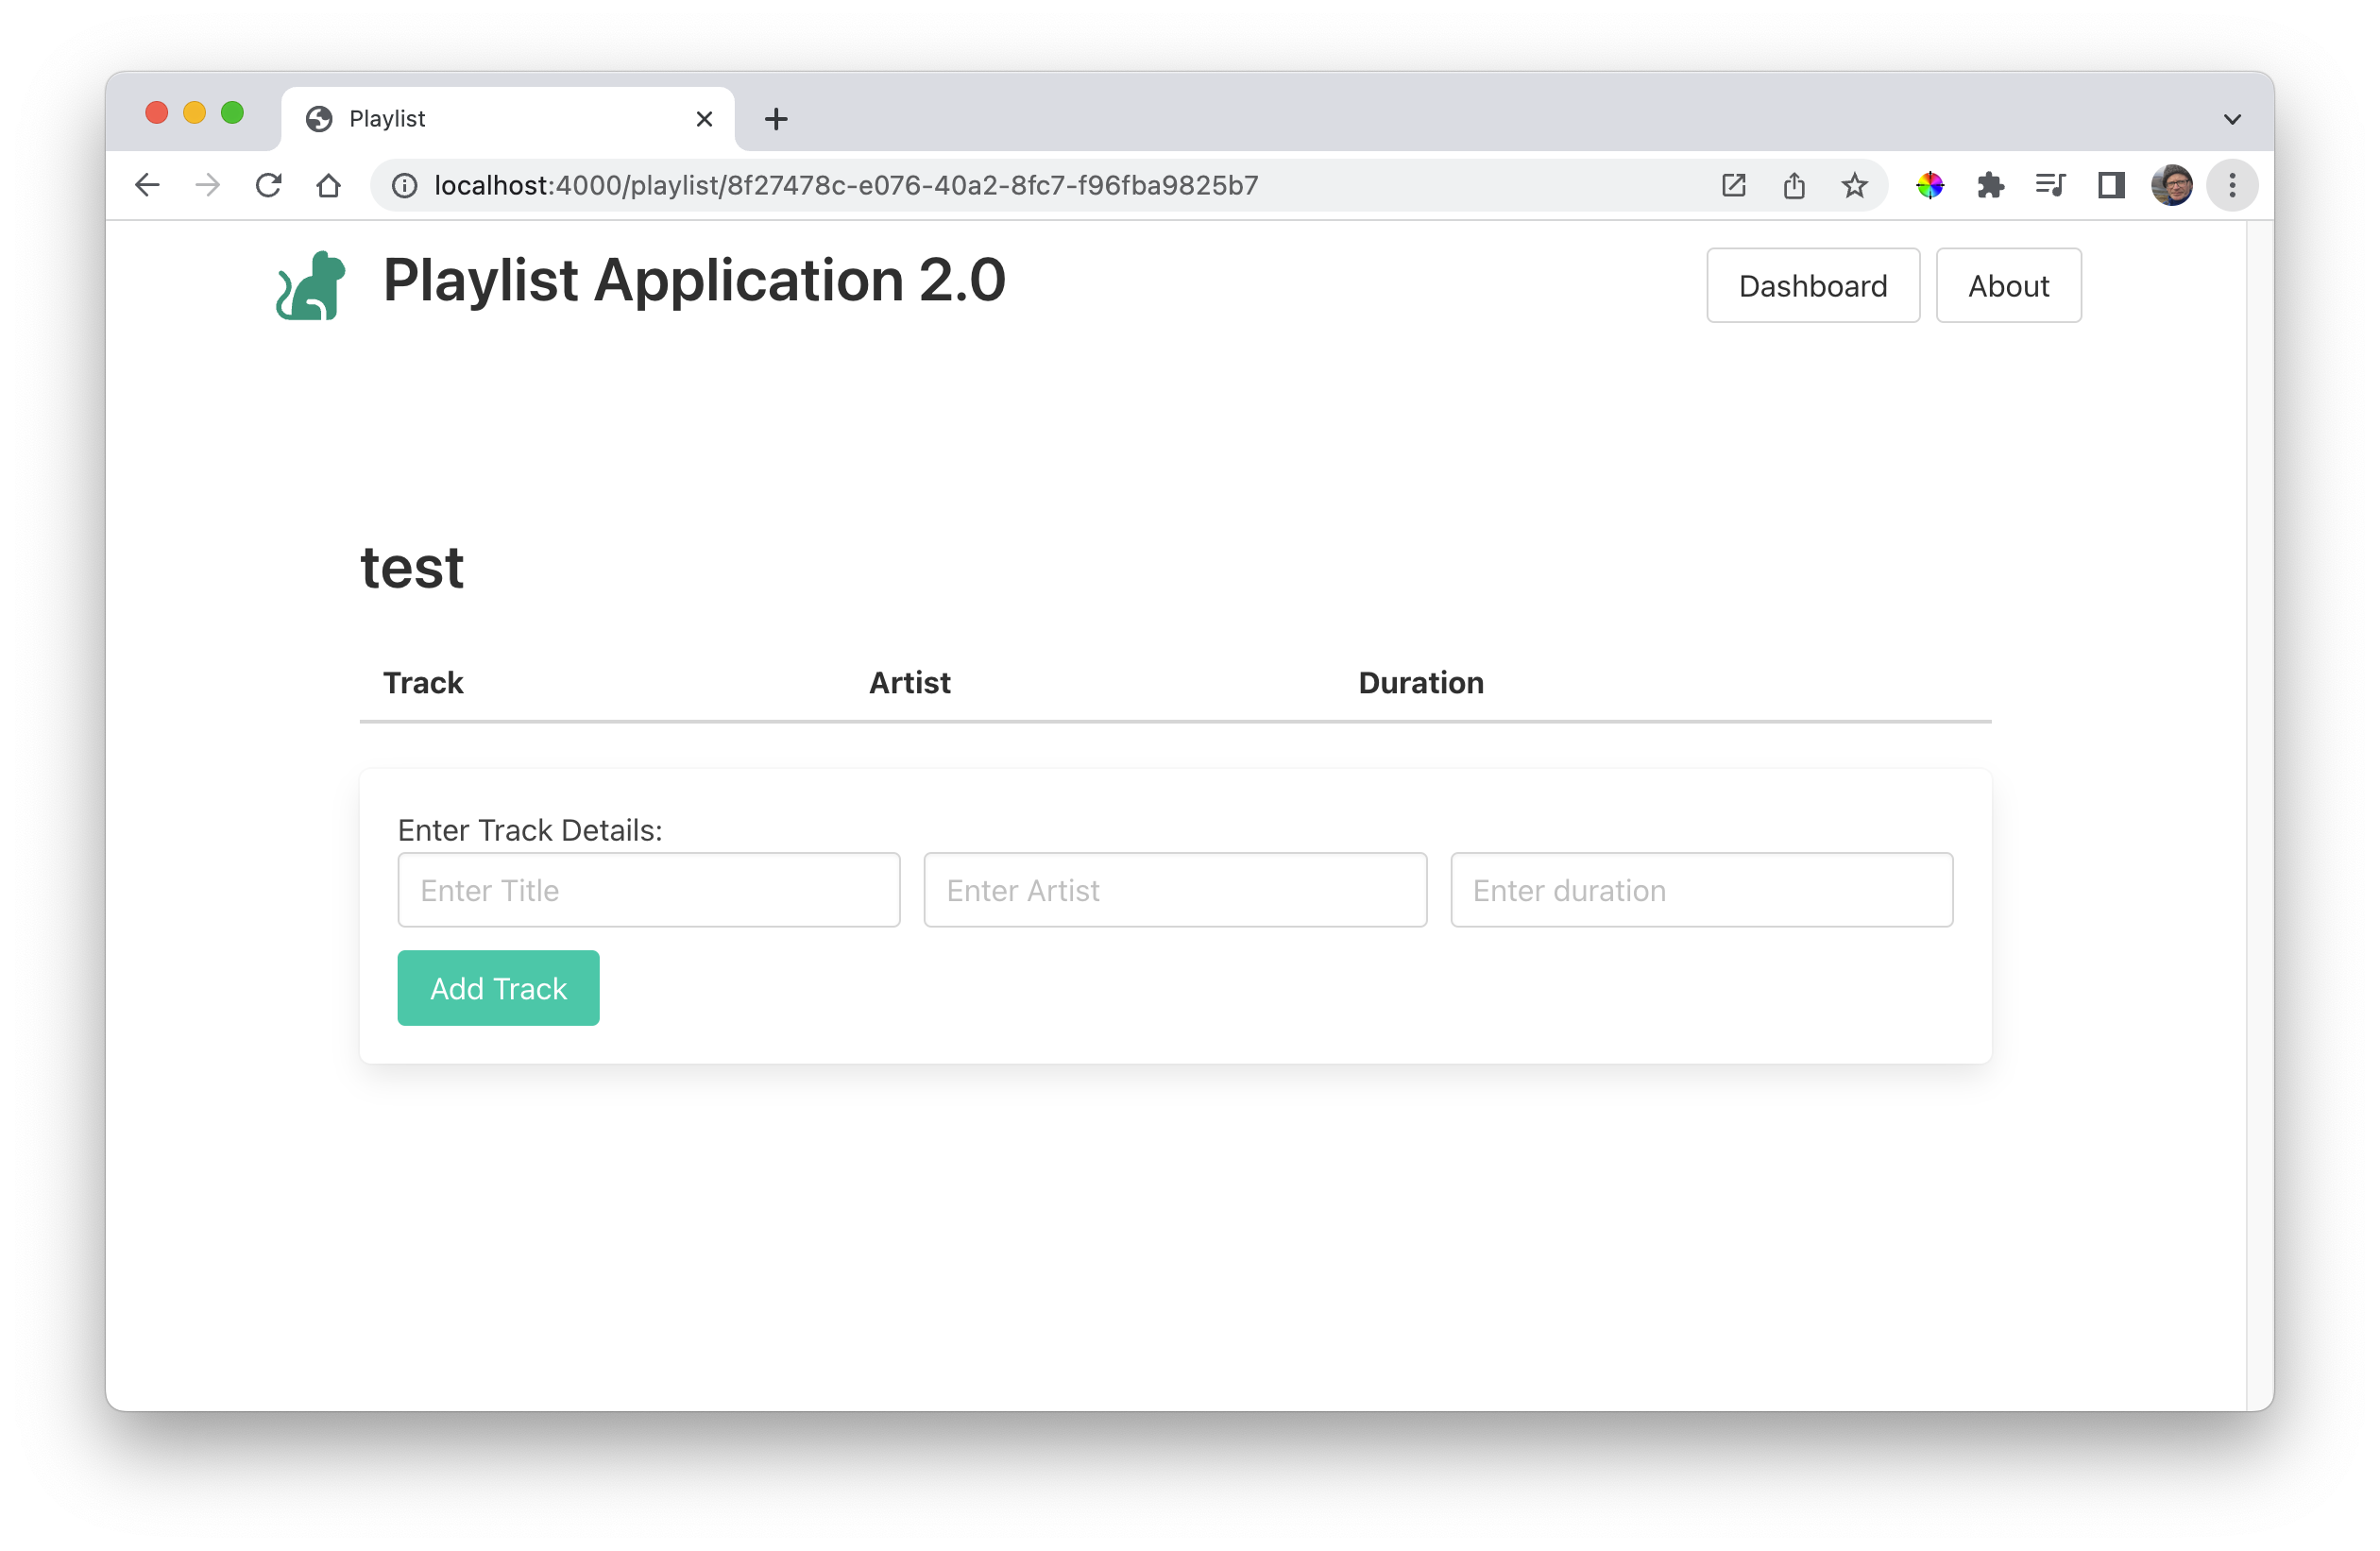 Playlist
localhost:4000/playlist/8f27478c-e076-40a2-8fc7-f96fba9825b7
Playlist Application 2.0
Dashboard
About
test
Track Artist Duration
Enter Track Details:
Enter Title Enter Artist Enter duration
Add Track